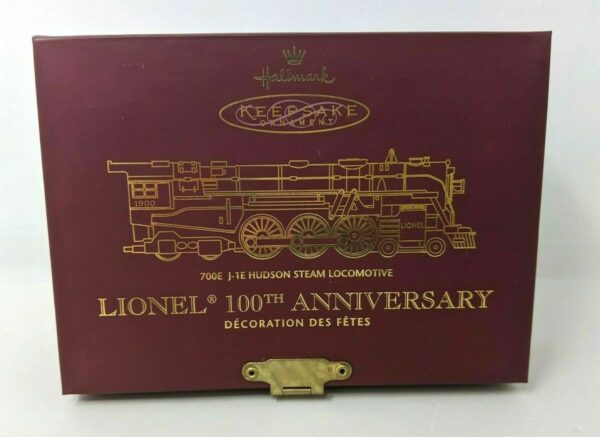 Hallmark
KEEPSAKE
ORNAMENT
1900
LIONEL
700E J-1E HUDSON STEAM LOCOMOTIVE
LIONEL® 100TH ANNIVERSARY
DÉCORATION DES FÊTES